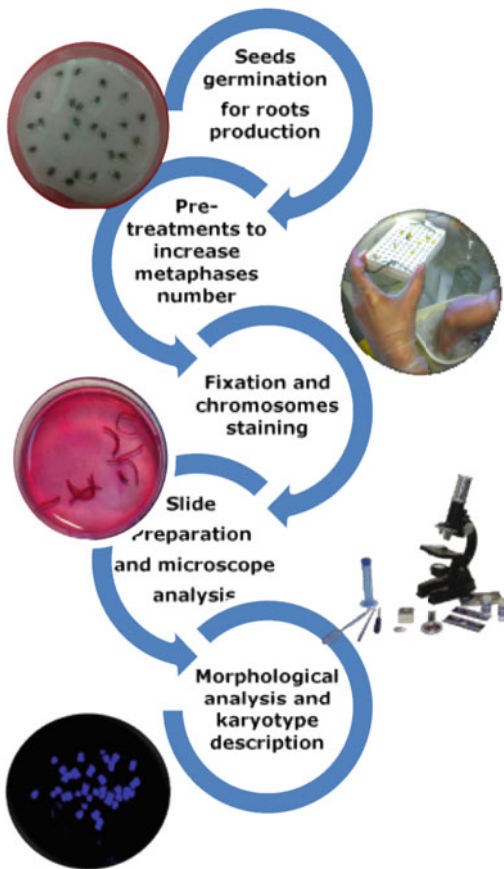 Seeds
germination
for roots
production
Pre-
treatments to
increase
metaphases
number
Fixation and
chromosomes
staining
Slide
preparation
and microscope
analysis
Morphological
analysis and
karyotype
description